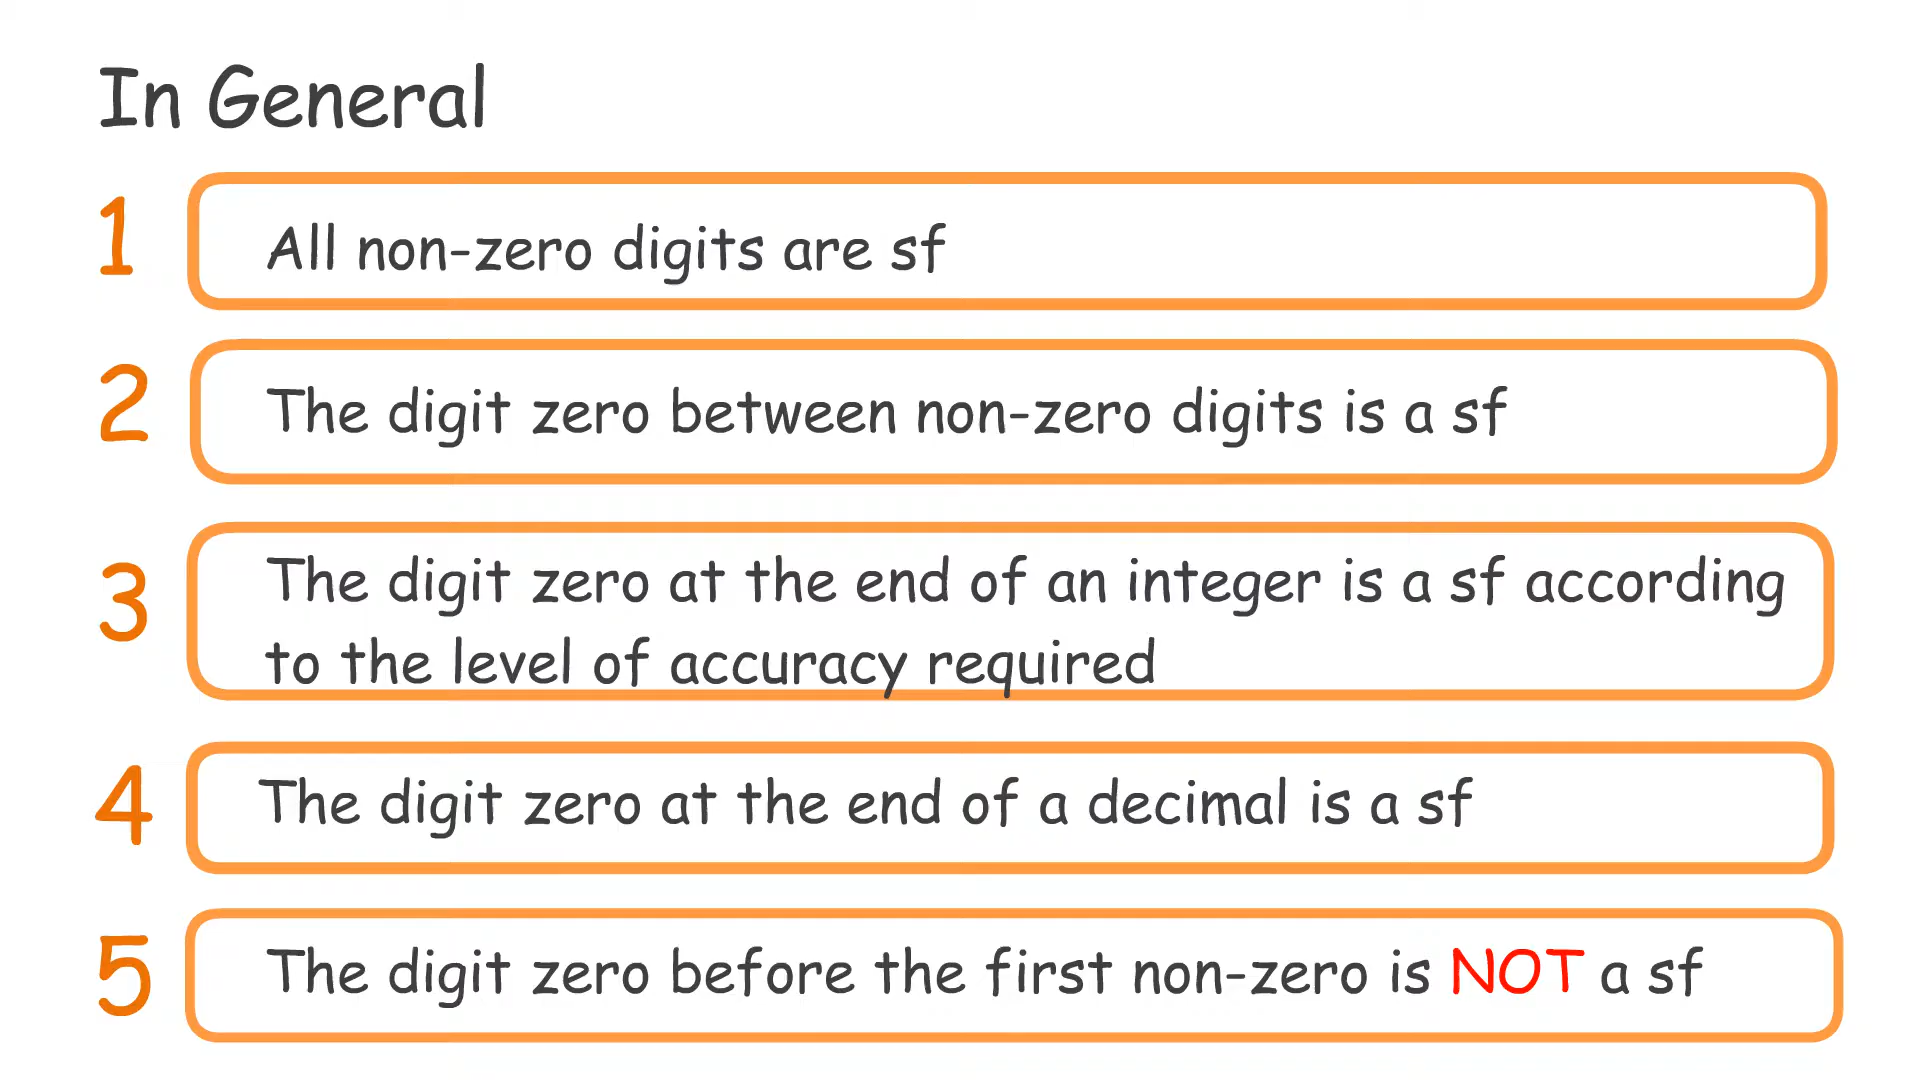 In General
1
All non-zero digits are sf
2
The digit zero between non-zero digits is a sf
3
The digit zero at the end of an integer is a sf according
to the level of accuracy required
4
The digit zero at the end of a decimal is a sf
5
The digit zero before the first non-zero is NOT a sf